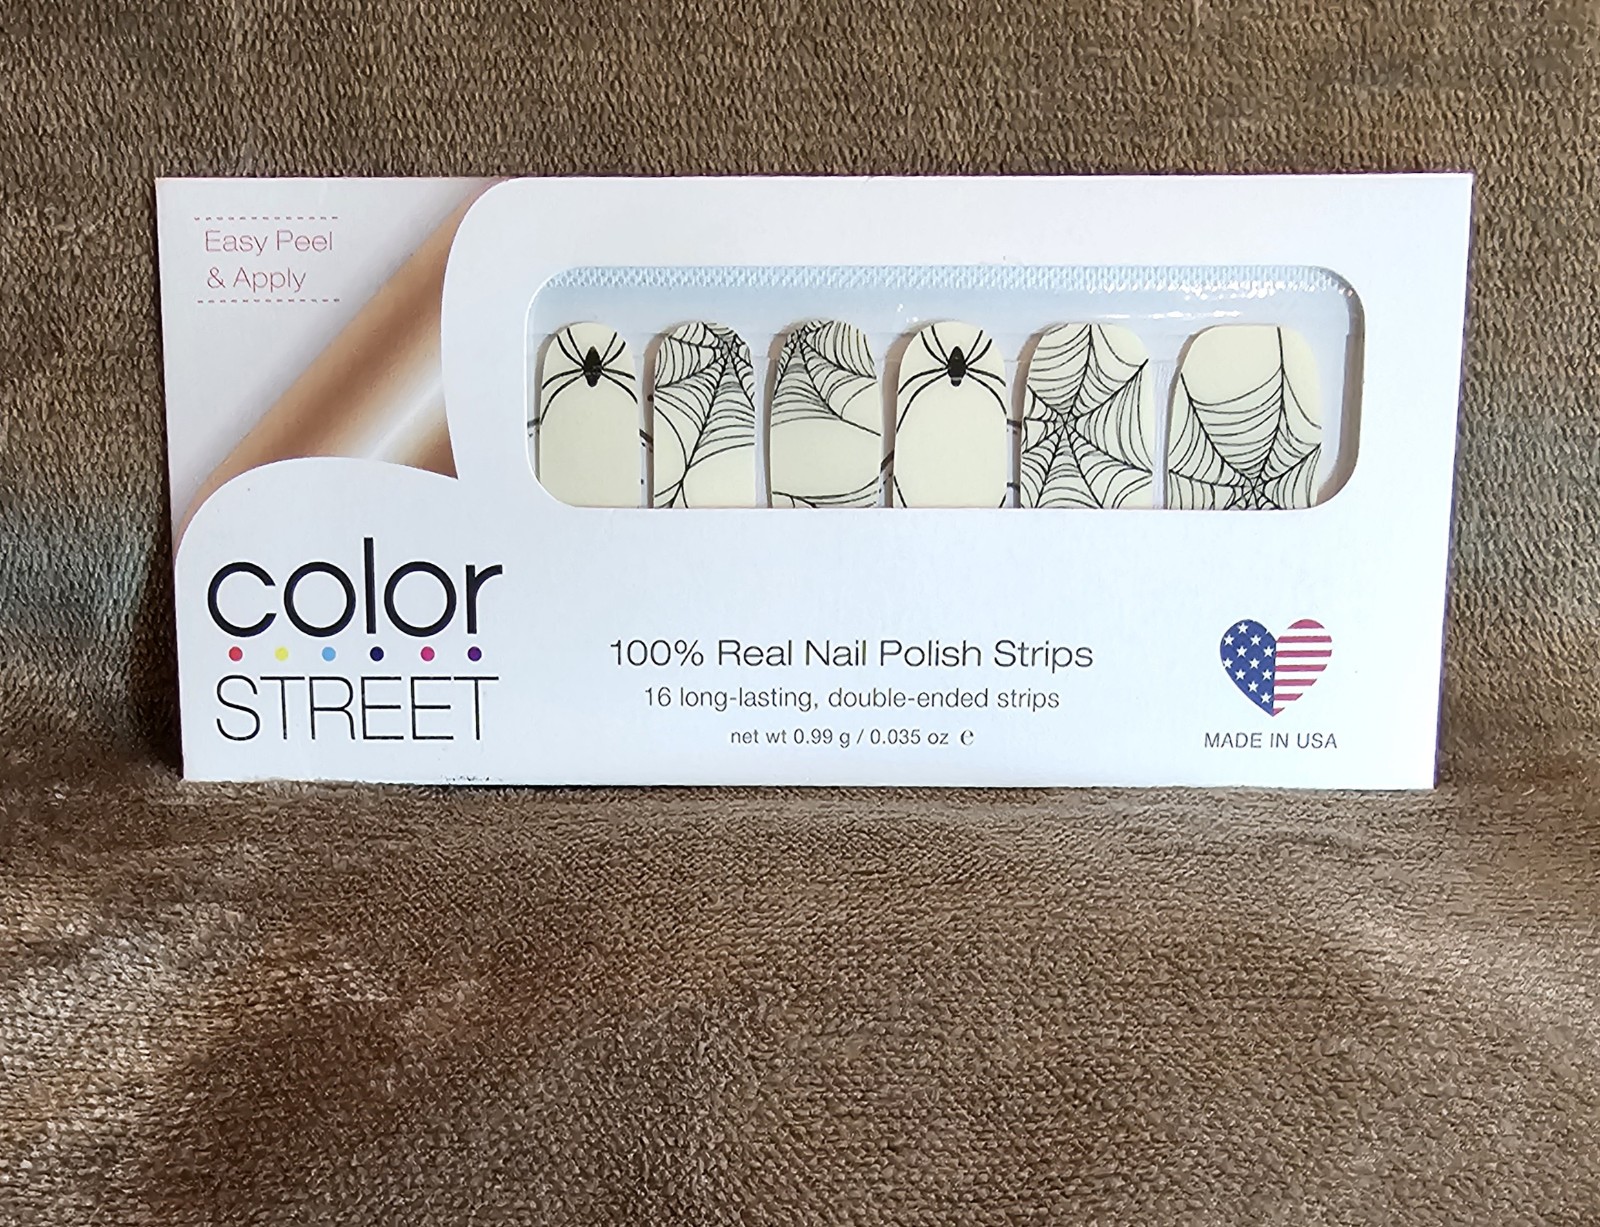 Easy Peel
& Apply
color
STREET
100% Real Nail Polish Strips
16 long-lasting, double-ended strips
net wt 0.99 g / 0.035 oz ℮
MADE IN USA